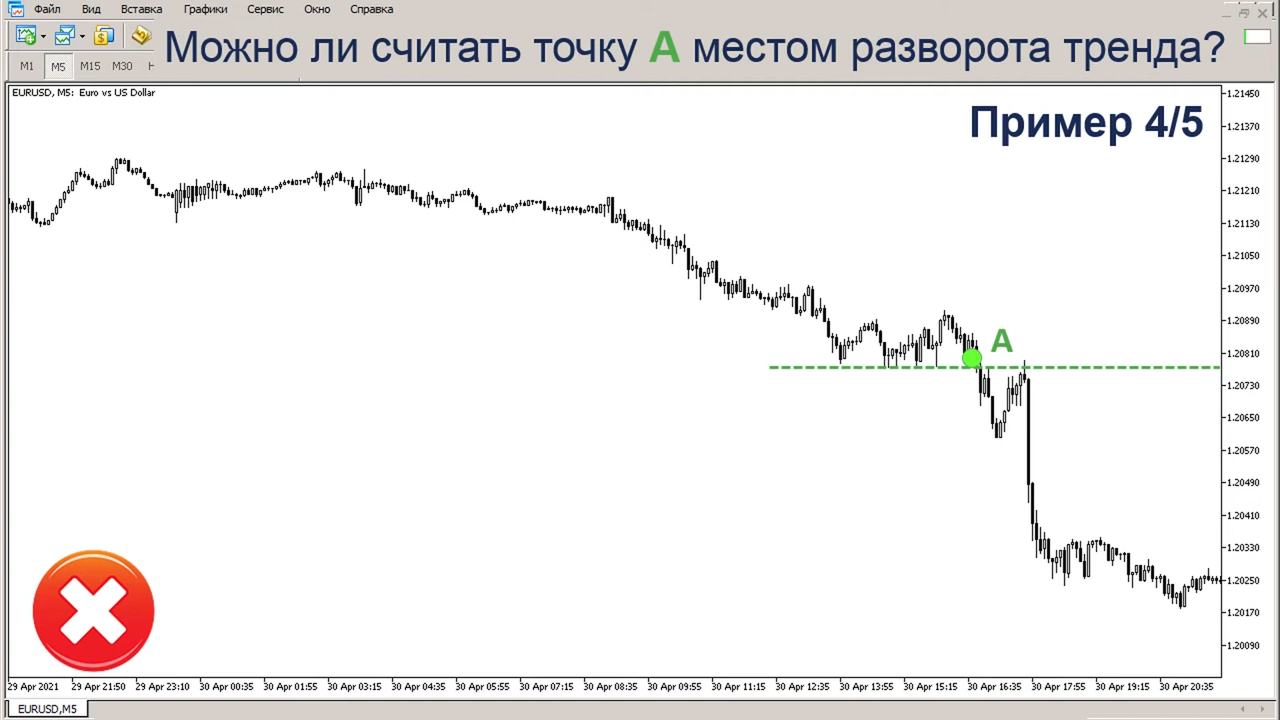 Файл Вид Вставка Графики Сервис Окно Справка
Можно ли считать точку А местом разворота тренда?
M1 M5 M15 M30 H
EURUSD, M5: Euro vs US Dollar
Пример 4/5
А
1.21450
1.21370
1.21290
1.21210
1.21130
1.21050
1.20970
1.20890
1.20810
1.20730
1.20650
1.20570
1.20490
1.20410
1.20330
1.20250
1.20170
1.20090
29 Apr 2021 29 Apr 21:50 29 Apr 23:10 30 Apr 00:35 30 Apr 01:55 30 Apr 03:15 30 Apr 04:35 30 Apr 05:55 30 Apr 07:15 30 Apr 08:35 30 Apr 09:55 30 Apr 11:15 30 Apr 12:35 30 Apr 13:55 30 Apr 15:15 30 Apr 16:35 30 Apr 17:55 30 Apr 19:15 30 Apr 20:35
EURUSD,M5